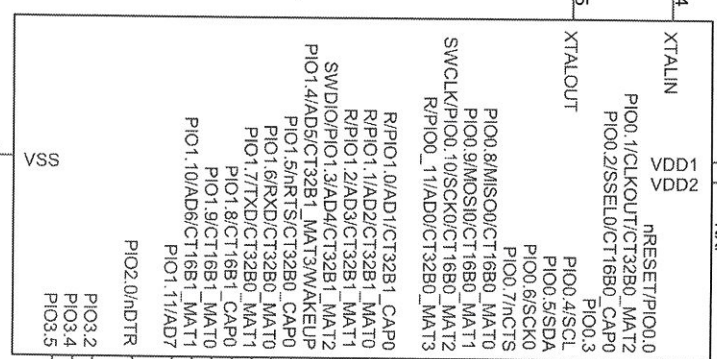 4
5
XTALIN
XTALOUT
VDD1
VDD2
VSS
nRESET/PIO0.0
PIO0.1/CLKOUT/CT32B0_MAT2
PIO0.2/SSEL0/CT16B0_CAP0
PIO0.3
PIO0.4/SCL
PIO0.5/SDA
PIO0.6/SCK0
PIO0.7/nCTS
PIO0.8/MISO0/CT16B0_MAT0
PIO0.9/MOSI0/CT16B0_MAT1
SWCLK/PIO0.10/SCK0/CT16B0_MAT2
R/PIO0_11/AD0/CT32B0_MAT3
R/PIO1.0/AD1/CT32B1_CAP0
R/PIO1.1/AD2/CT32B1_MAT0
R/PIO1.2/AD3/CT32B1_MAT1
SWDIO/PIO1.3/AD4/CT32B1_MAT2
PIO1.4/AD5/CT32B1_MAT3/WAKEUP
PIO1.5/nRTS/CT32B0_CAP0
PIO1.6/RXD/CT32B0_MAT0
PIO1.7/TXD/CT32B0_MAT1
PIO1.8/CT16B1_CAP0
PIO1.9/CT16B1_MAT0
PIO1.10/AD6/CT16B1_MAT1
PIO1.11/AD7
PIO2.0/nDTR
PIO3.2
PIO3.4
PIO3.5